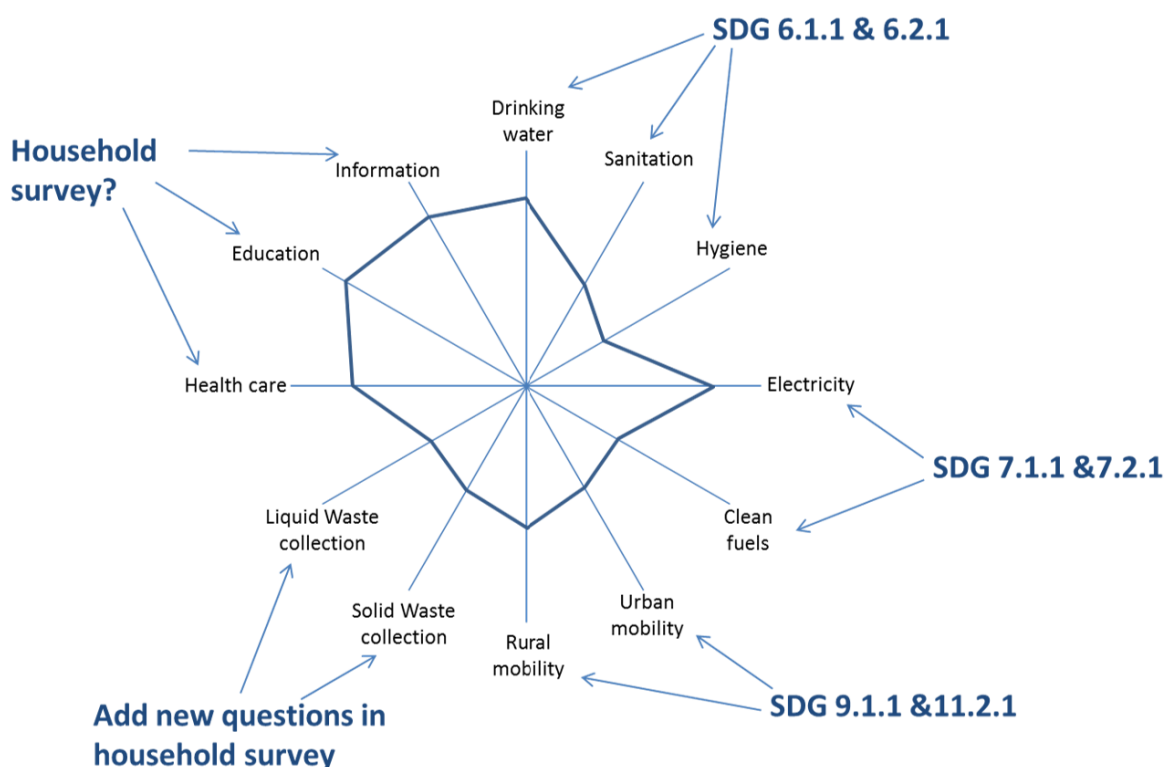 SDG 6.1.1 & 6.2.1
Drinking
water
Sanitation
Household
survey?
Information
Education
Hygiene
Health care
Electricity
SDG 7.1.1 &7.2.1
Liquid Waste
collection
Clean
fuels
Solid Waste
collection
Urban
mobility
Rural
mobility
SDG 9.1.1 &11.2.1
Add new questions in
household survey